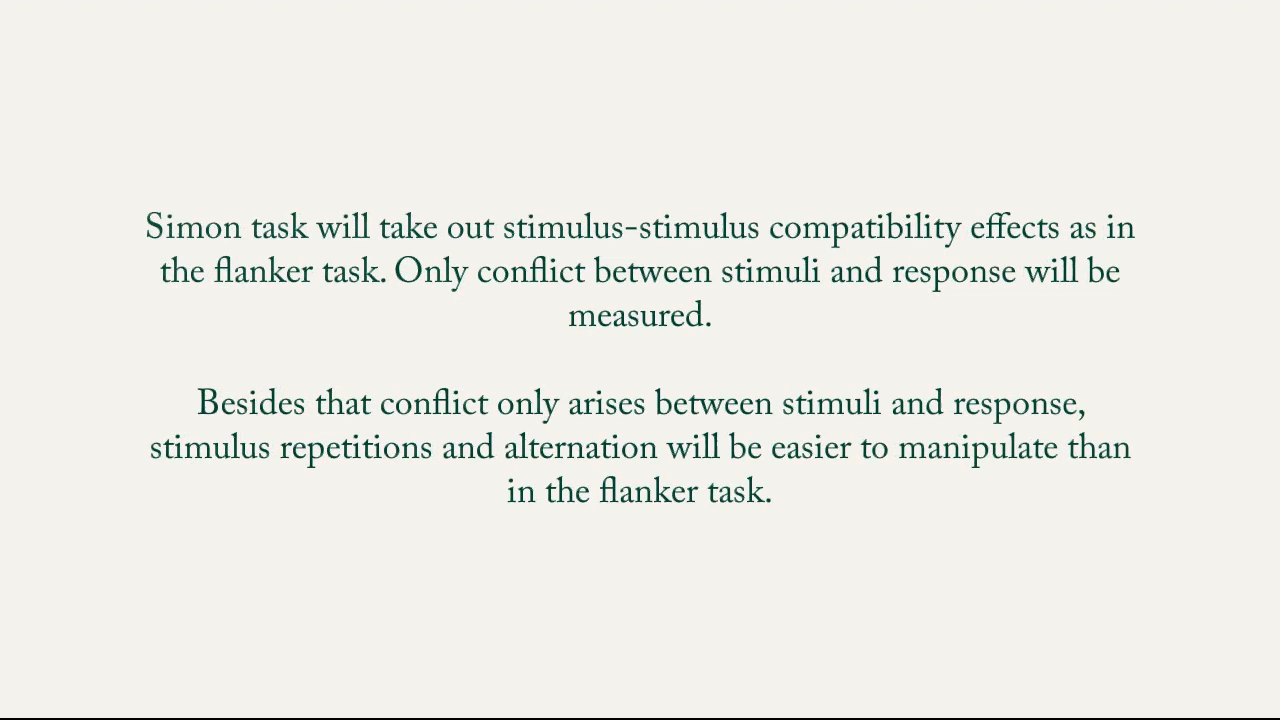 Simon task will take out stimulus-stimulus compatibility effects as in
the flanker task. Only conflict between stimuli and response will be
measured.
Besides that conflict only arises between stimuli and response,
stimulus repetitions and alternation will be easier to manipulate than
in the flanker task.